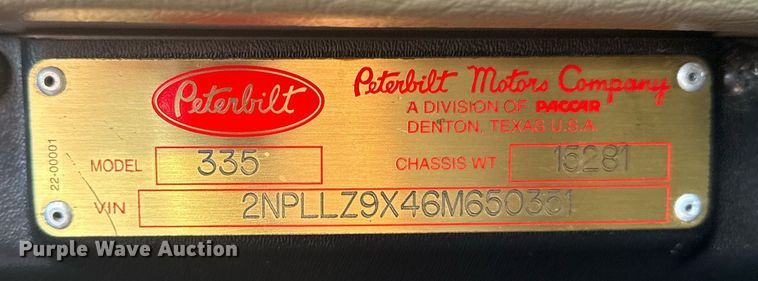 Peterbilt
Peterbilt Motors Company
A DIVISION OF PACCAR
DENTON, TEXAS U.S.A.
MODEL 335 CHASSIS WT 15281
VIN 2NPLLZ9X46M650351
22-00001
Purple Wave Auction